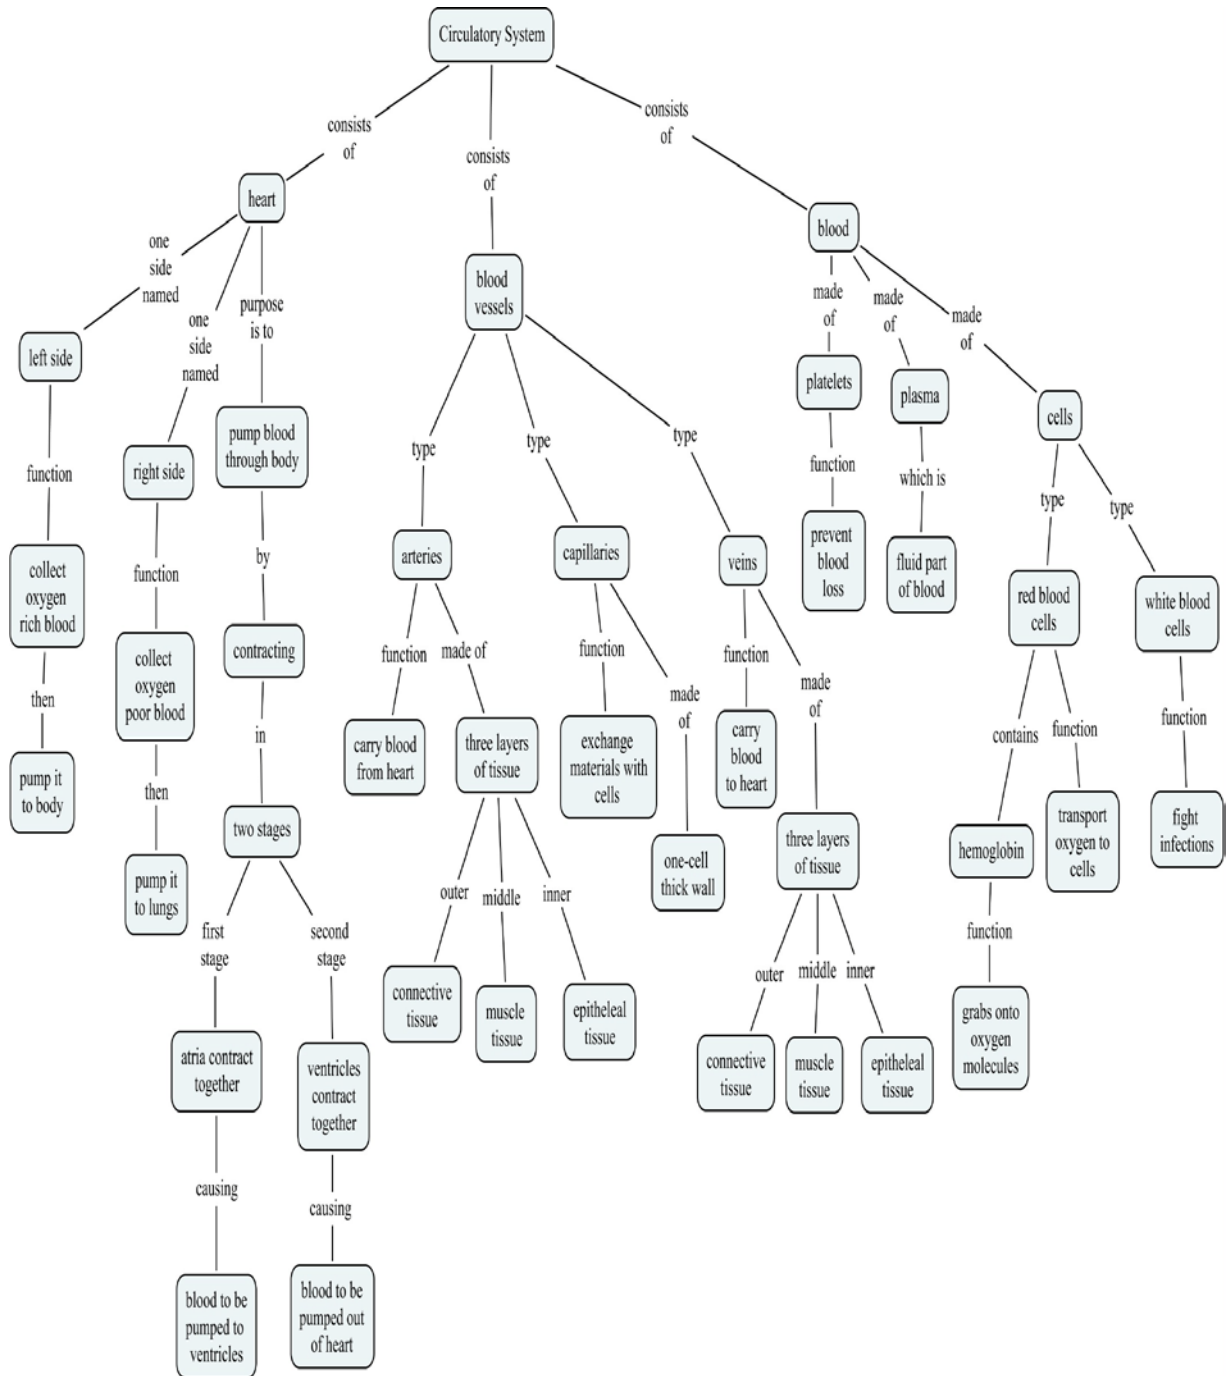 Circulatory System
consists
of
heart
one
side
named
left side
function
collect
oxygen
rich blood
then
pump it
to body
one
side
named
right side
function
collect
oxygen
poor blood
then
pump it
to lungs
purpose
is to
pump blood
through body
by
contracting
in
two stages
first
stage
atria contract
together
causing
blood to be
pumped to
ventricles
second
stage
ventricles
contract
together
causing
blood to be
pumped out
of heart
consists
of
blood
vessels
type
arteries
function
carry blood
from heart
made of
three layers
of tissue
outer
connective
tissue
middle
muscle
tissue
inner
epitheleal
tissue
type
capillaries
function
exchange
materials with
cells
made
of
one-cell
thick wall
type
veins
function
carry
blood
to heart
made
of
three layers
of tissue
outer
connective
tissue
middle
muscle
tissue
inner
epitheleal
tissue
consists
of
blood
made
of
platelets
function
prevent
blood
loss
made
of
plasma
which is
fluid part
of blood
made
of
cells
type
red blood
cells
contains
hemoglobin
function
grabs onto
oxygen
molecules
function
transport
oxygen to
cells
type
white blood
cells
function
fight
infections